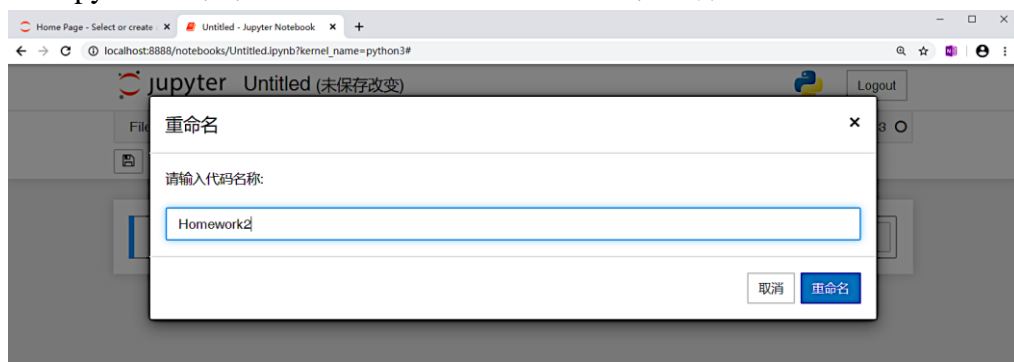 Home Page - Select or create
Untitled - Jupyter Notebook
localhost:8888/notebooks/Untitled.ipynb?kernel_name=python3#
jupyter Untitled (未保存改变)
Logout
File
3
重命名
请输入代码名称:
Homework2
取消
重命名